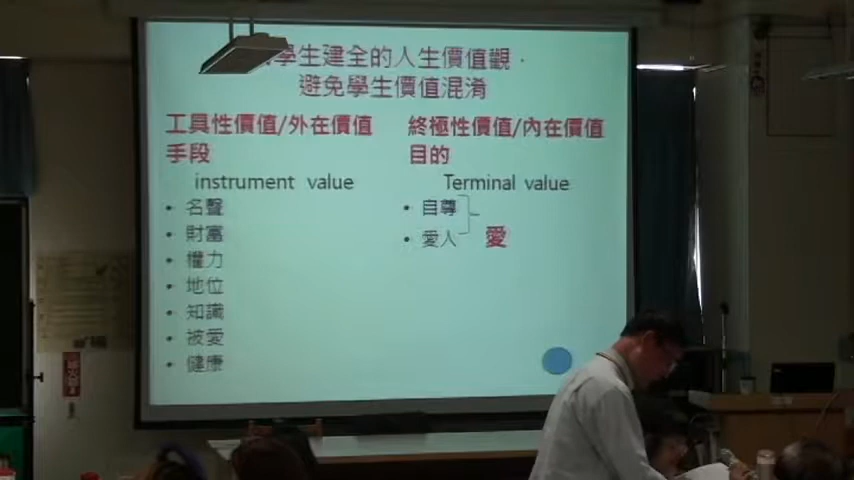 學生建全的人生價值觀．
避免學生價值混淆
工具性價值/外在價值
手段
instrument value
• 名聲
• 財富
• 權力
• 地位
• 知識
• 被愛
• 健康
終極性價值/內在價值
目的
Terminal value
• 自尊
• 愛人 愛